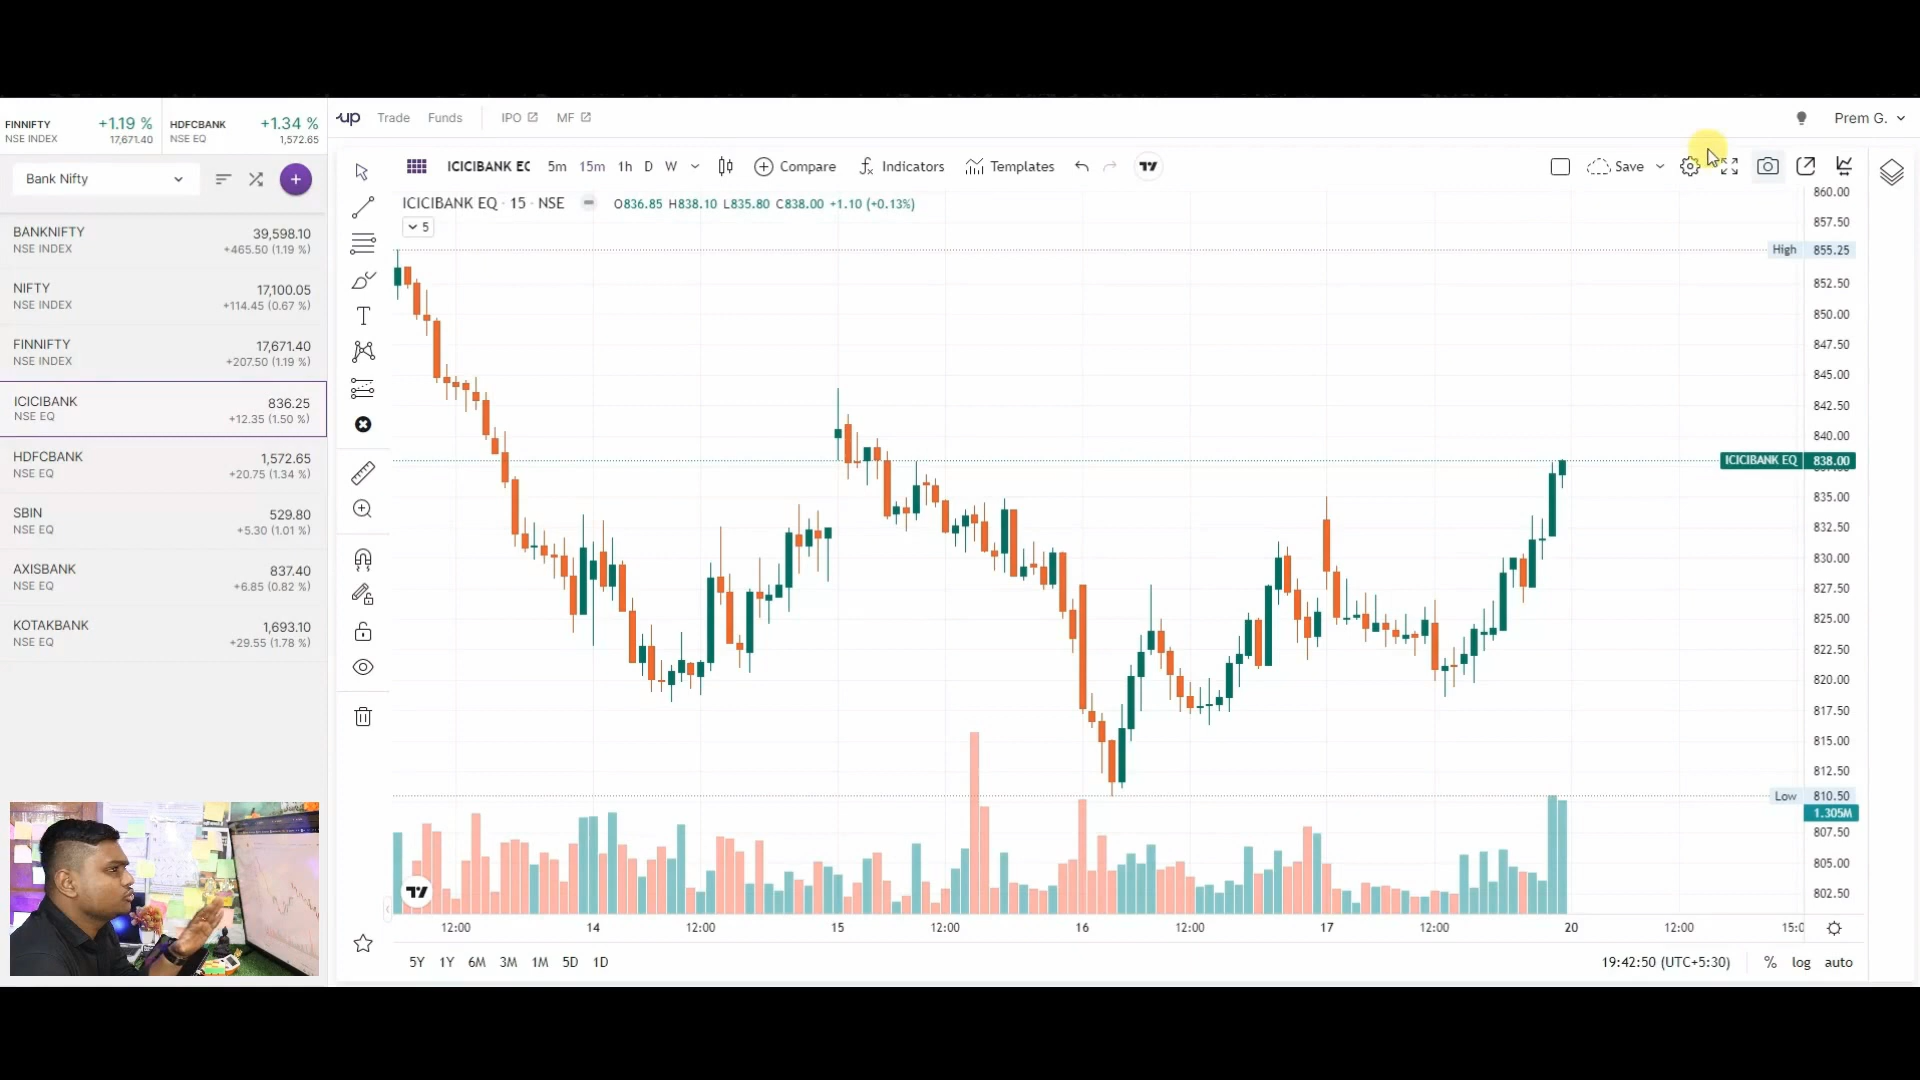 FINNIFTY +1.19 %
NSE INDEX 17,671.40
HDFCBANK +1.34 %
NSE EQ 1,572.65
up Trade Funds IPO MF
Prem G.
Bank Nifty
ICICIBANK EC 5m 15m 1h D W Compare Indicators Templates Save
ICICIBANK EQ · 15 · NSE O836.85 H838.10 L835.80 C838.00 +1.10 (+0.13%)
5
BANKNIFTY 39,598.10
NSE INDEX +465.50 (1.19 %)
NIFTY 17,100.05
NSE INDEX +114.45 (0.67 %)
FINNIFTY 17,671.40
NSE INDEX +207.50 (1.19 %)
ICICIBANK 836.25
NSE EQ +12.35 (1.50 %)
HDFCBANK 1,572.65
NSE EQ +20.75 (1.34 %)
SBIN 529.80
NSE EQ +5.30 (1.01 %)
AXISBANK 837.40
NSE EQ +6.85 (0.82 %)
KOTAKBANK 1,693.10
NSE EQ +29.55 (1.78 %)
860.00
857.50
High 855.25
852.50
850.00
847.50
845.00
842.50
840.00
ICICIBANK EQ 838.00
835.00
832.50
830.00
827.50
825.00
822.50
820.00
817.50
815.00
812.50
Low 810.50
1.305M
807.50
805.00
802.50
12:00 14 12:00 15 12:00 16 12:00 17 12:00 20 12:00
5Y 1Y 6M 3M 1M 5D 1D
19:42:50 (UTC+5:30) % log auto